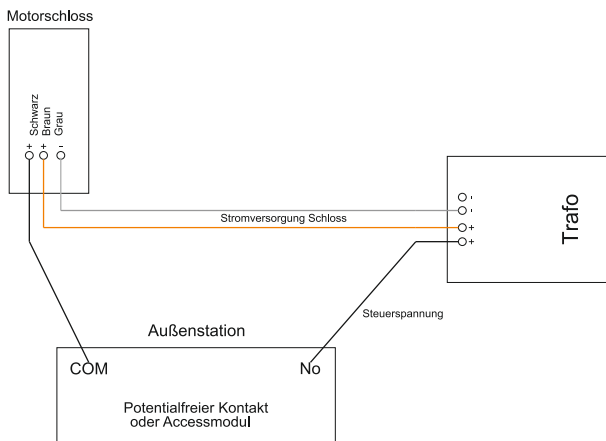 Motorschloss
+ Schwarz
+ Braun
- Grau
-
-
+
+
Trafo
Stromversorgung Schloss
Steuerspannung
Außenstation
COM
No
Potentialfreier Kontakt
oder Accessmodul